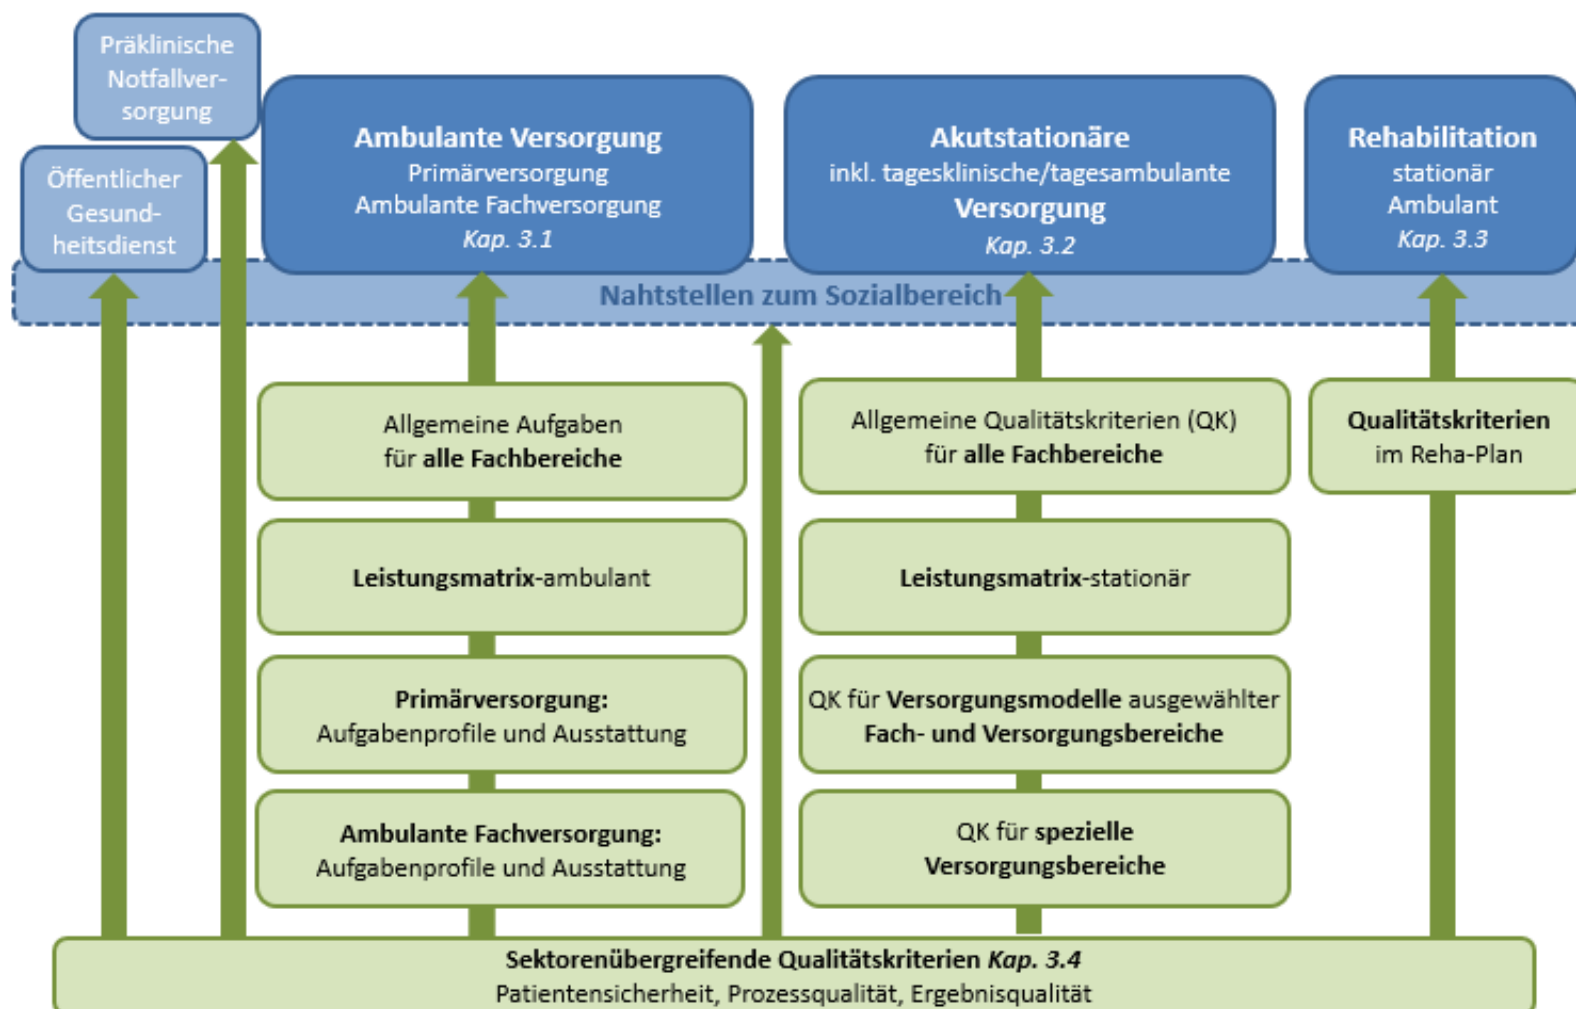 Präklinische
Notfallver-
sorgung
Öffentlicher
Gesund-
heitsdienst
Ambulante Versorgung
Primärversorgung
Ambulante Fachversorgung
Kap. 3.1
Akutstationäre
inkl. tagesklinische/tagesambulante
Versorgung
Kap. 3.2
Rehabilitation
stationär
Ambulant
Kap. 3.3
Nahtstellen zum Sozialbereich
Allgemeine Aufgaben
für alle Fachbereiche
Leistungsmatrix-ambulant
Primärversorgung:
Aufgabenprofile und Ausstattung
Ambulante Fachversorgung:
Aufgabenprofile und Ausstattung
Allgemeine Qualitätskriterien (QK)
für alle Fachbereiche
Leistungsmatrix-stationär
QK für Versorgungsmodelle ausgewählter
Fach- und Versorgungsbereiche
QK für spezielle
Versorgungsbereiche
Qualitätskriterien
im Reha-Plan
Sektorenübergreifende Qualitätskriterien Kap. 3.4
Patientensicherheit, Prozessqualität, Ergebnisqualität